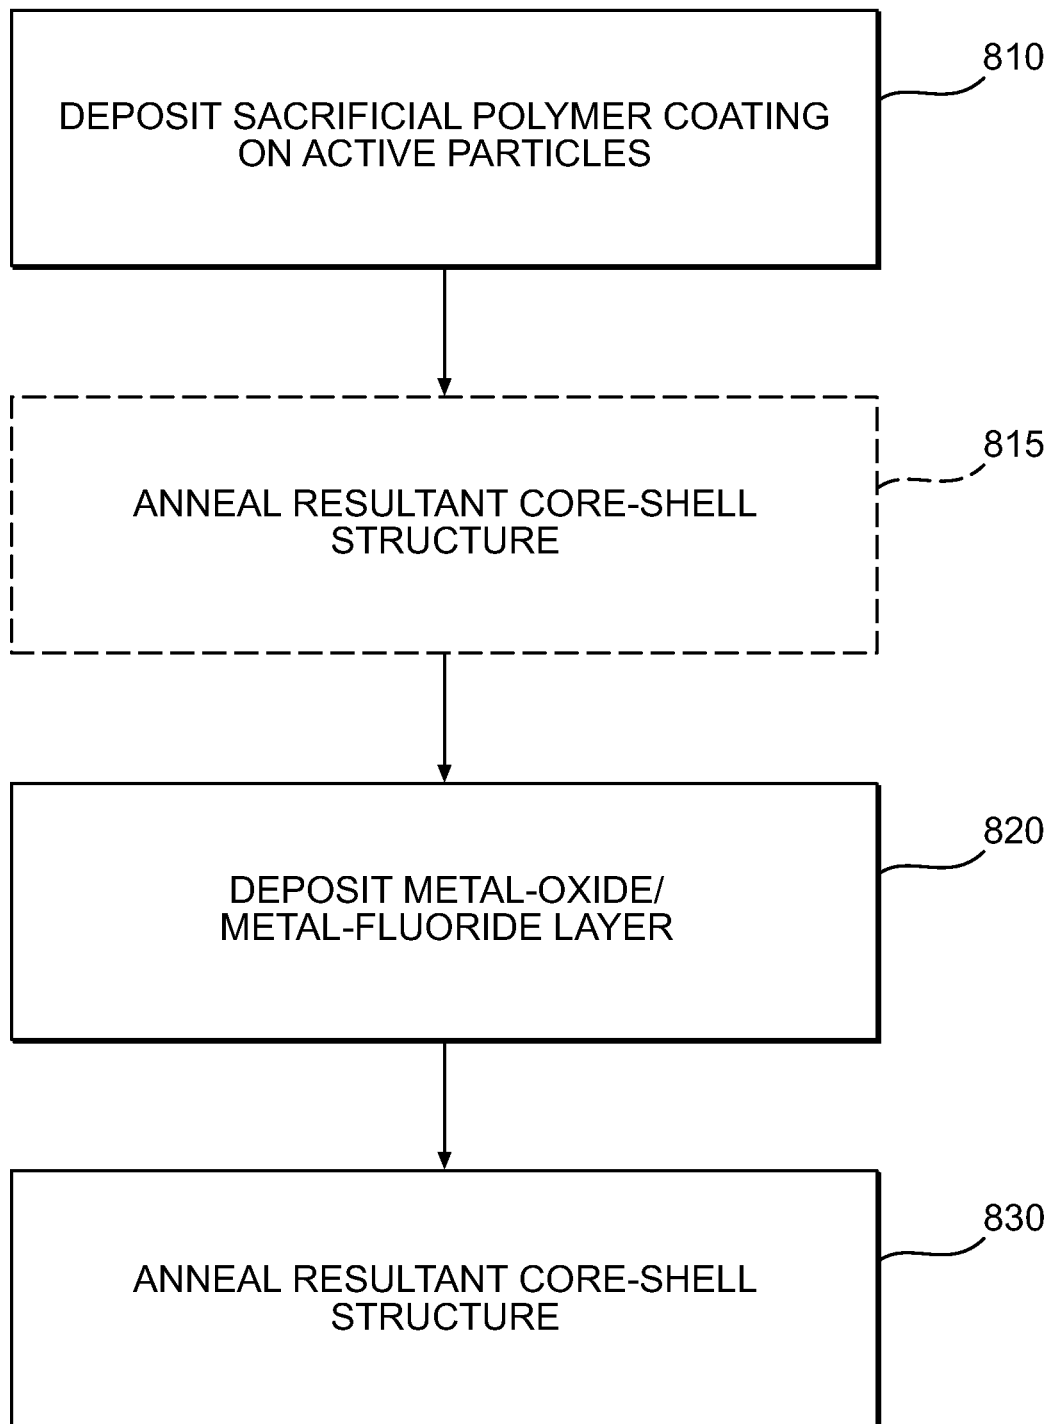 810
DEPOSIT SACRIFICIAL POLYMER COATING
ON ACTIVE PARTICLES
815
ANNEAL RESULTANT CORE-SHELL
STRUCTURE
820
DEPOSIT METAL-OXIDE/
METAL-FLUORIDE LAYER
830
ANNEAL RESULTANT CORE-SHELL
STRUCTURE